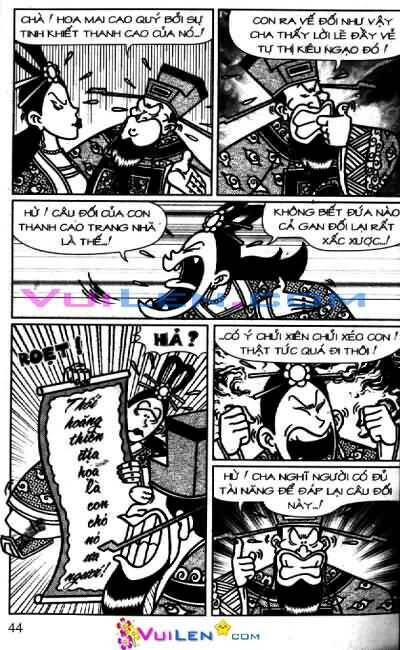 CHÀ! HOA MAI CAO QUÝ BỞI SỰ
TINH KHIẾT THANH CAO CỦA NÓ..!
CON RA VẾ ĐỐI NHƯ VẬY
CHA THẤY LỜI LẼ ĐẦY VẺ
TỰ THỊ KIÊU NGẠO ĐÓ!
HỪ! CÂU ĐỐI CỦA CON
THANH CAO TRANG NHÃ
LÀ THẾ...!
KHÔNG BIẾT ĐỨA NÀO
CẢ GAN ĐỐI LẠI RẤT
XẤC XƯỢC...!
VUILEN.COM
ROẸT!
HẢ?
Thổ
hoàng
thiên
địa
hoa
là
con
chó
nó
người!
..CÓ Ý CHỬI XIÊN CHỬI XÉO CON!
THẬT TỨC QUÁ ĐI THÔI!
HỪ! CHA NGHĨ NGƯỜI CÓ ĐỦ
TÀI NĂNG ĐỂ ĐÁP LẠI CÂU ĐỐI
NÀY...!
44
VUILEN.COM